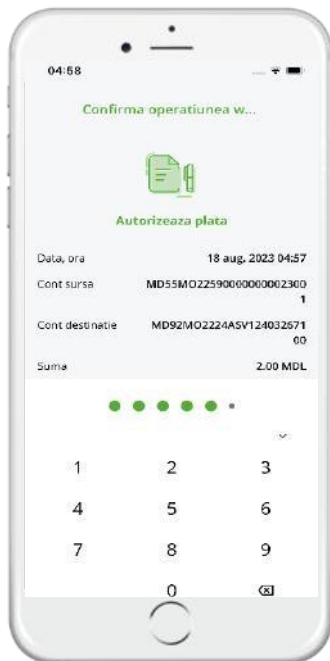 04:58
Confirma operatiunea w...
Autorizeaza plata
Data, ora 18 aug. 2023 04:57
Cont sursa MD55MO2259000000002300
1
Cont destinatie MD92MO2224ASV124032671
00
Suma 2.00 MDL
1 2 3
4 5 6
7 8 9
0